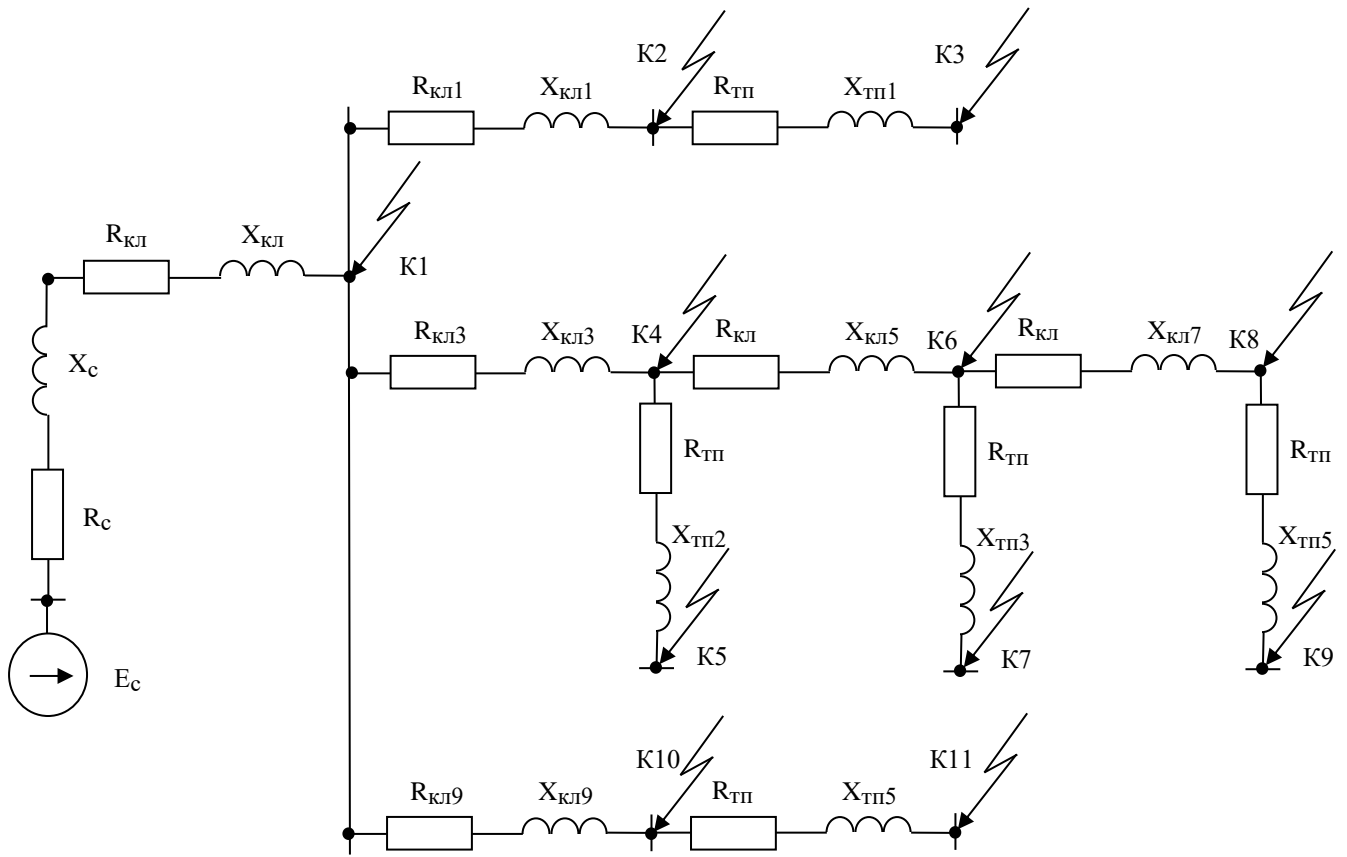 К2
К3
Rкл1
Xкл1
Rтп
Xтп1
Rкл
Xкл
К1
Xс
Rс
Eс
Rкл3
Xкл3
К4
Rкл
Xкл5
К6
Rкл
Xкл7
К8
Rтп
Rтп
Rтп
Xтп2
Xтп3
Xтп5
К5
К7
К9
К10
К11
Rкл9
Xкл9
Rтп
Xтп5